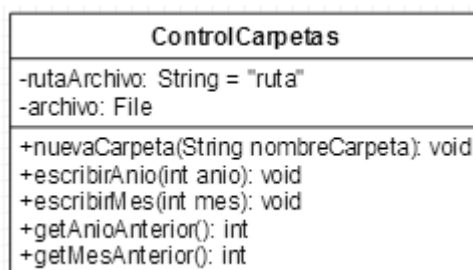 ControlCarpetas
-rutaArchivo: String = "ruta"
-archivo: File
+nuevaCarpeta(String nombreCarpeta): void
+escribirAnio(int anio): void
+escribirMes(int mes): void
+getAnioAnterior(): int
+getMesAnterior(): int